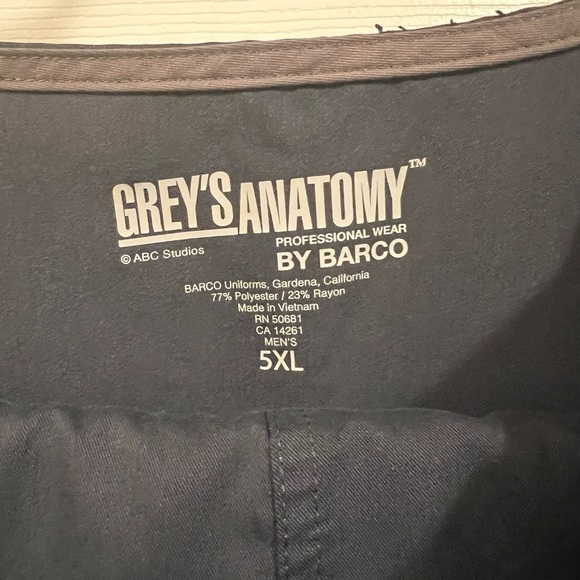 GREY'S ANATOMY™
PROFESSIONAL WEAR
© ABC Studios
BY BARCO
BARCO Uniforms, Gardena, California
77% Polyester / 23% Rayon
Made in Vietnam
RN 50681
CA 14261
MEN'S
5XL